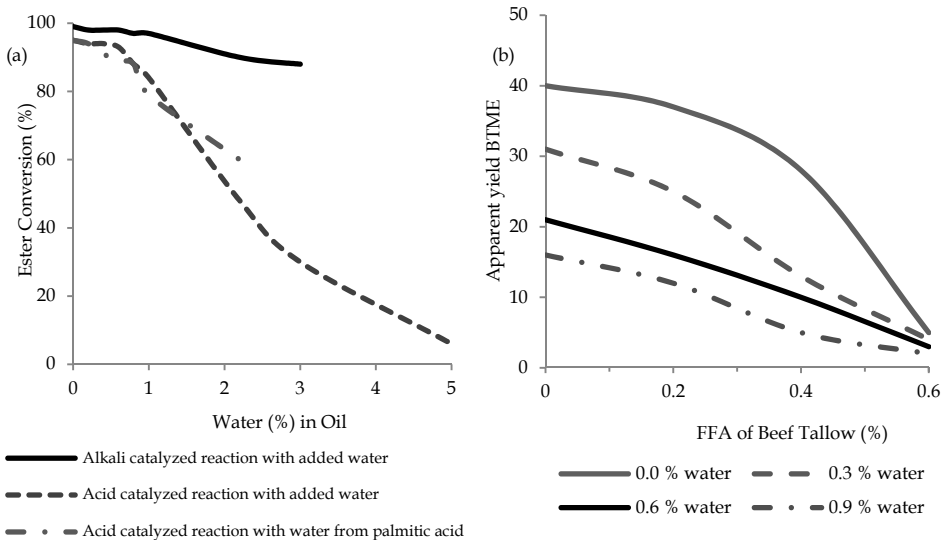 (a)
Ester Conversion (%)
100
80
60
40
20
0
0 1 2 3 4 5
Water (%) in Oil
Alkali catalyzed reaction with added water
Acid catalyzed reaction with added water
Acid catalyzed reaction with water from palmitic acid
(b)
Apparent yield BTME
50
40
30
20
10
0
0 0.2 0.4 0.6
FFA of Beef Tallow (%)
0.0 % water 0.3 % water
0.6 % water 0.9 % water